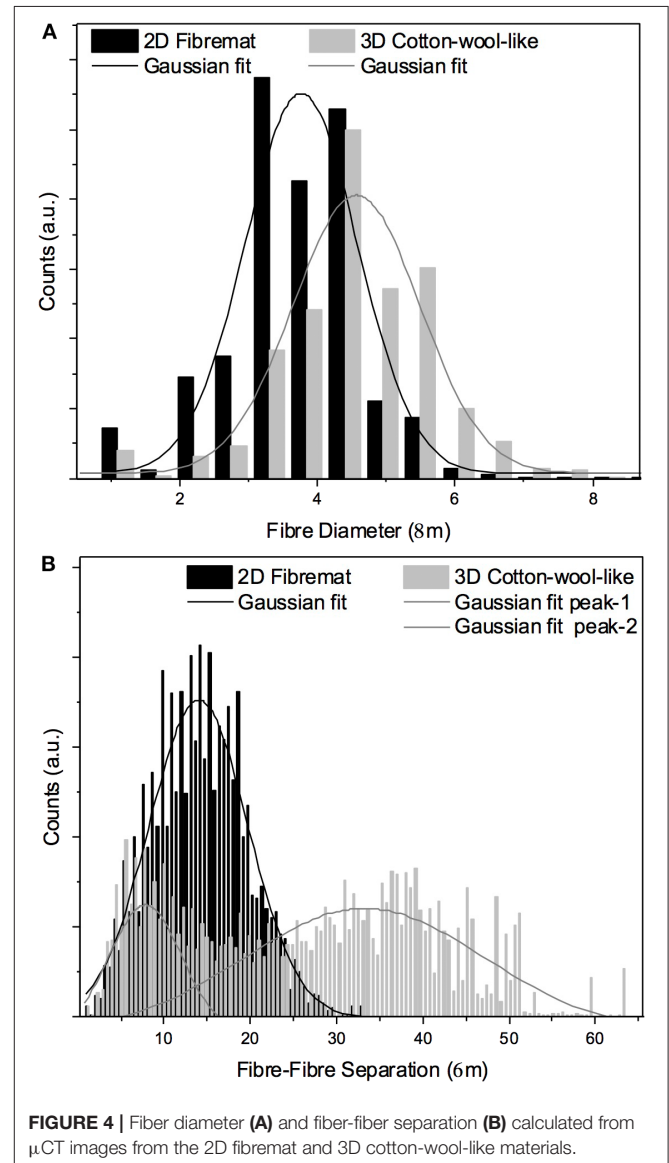 A
2D Fibremat 3D Cotton-wool-like
Gaussian fit Gaussian fit
Counts (a.u.)
2 4 6 8
Fibre Diameter (8m)
B
2D Fibremat 3D Cotton-wool-like
Gaussian fit Gaussian fit peak-1
Gaussian fit peak-2
Counts (a.u.)
10 20 30 40 50 60
Fibre-Fibre Separation (6m)
FIGURE 4 | Fiber diameter (A) and fiber-fiber separation (B) calculated from
μCT images from the 2D fibremat and 3D cotton-wool-like materials.